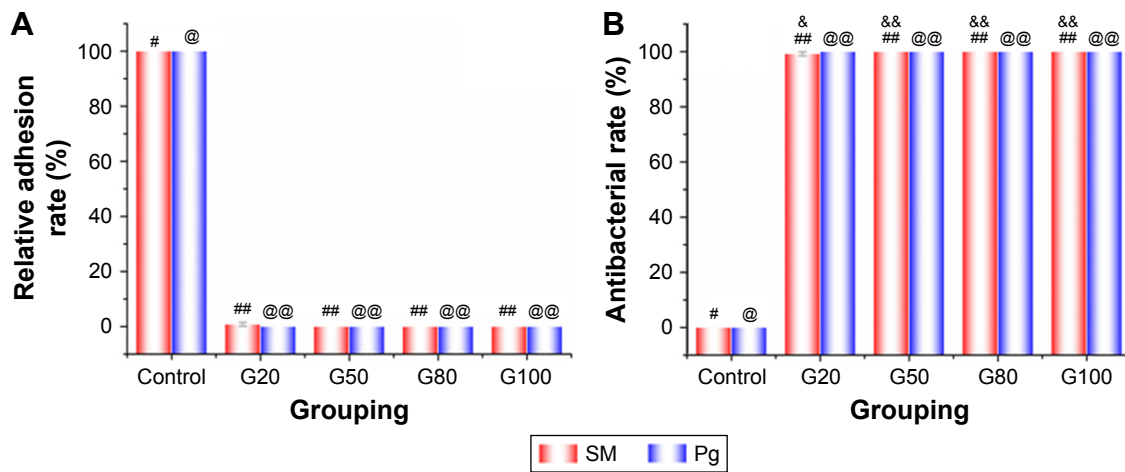 A
Relative adhesion
rate (%)
100
80
60
40
20
0
# @
## @@ ## @@ ## @@ ## @@
Control G20 G50 G80 G100
Grouping
B
Antibacterial rate (%)
100
80
60
40
20
0
# @
& && && &&
## @@ ## @@ ## @@ ## @@
Control G20 G50 G80 G100
Grouping
SM Pg